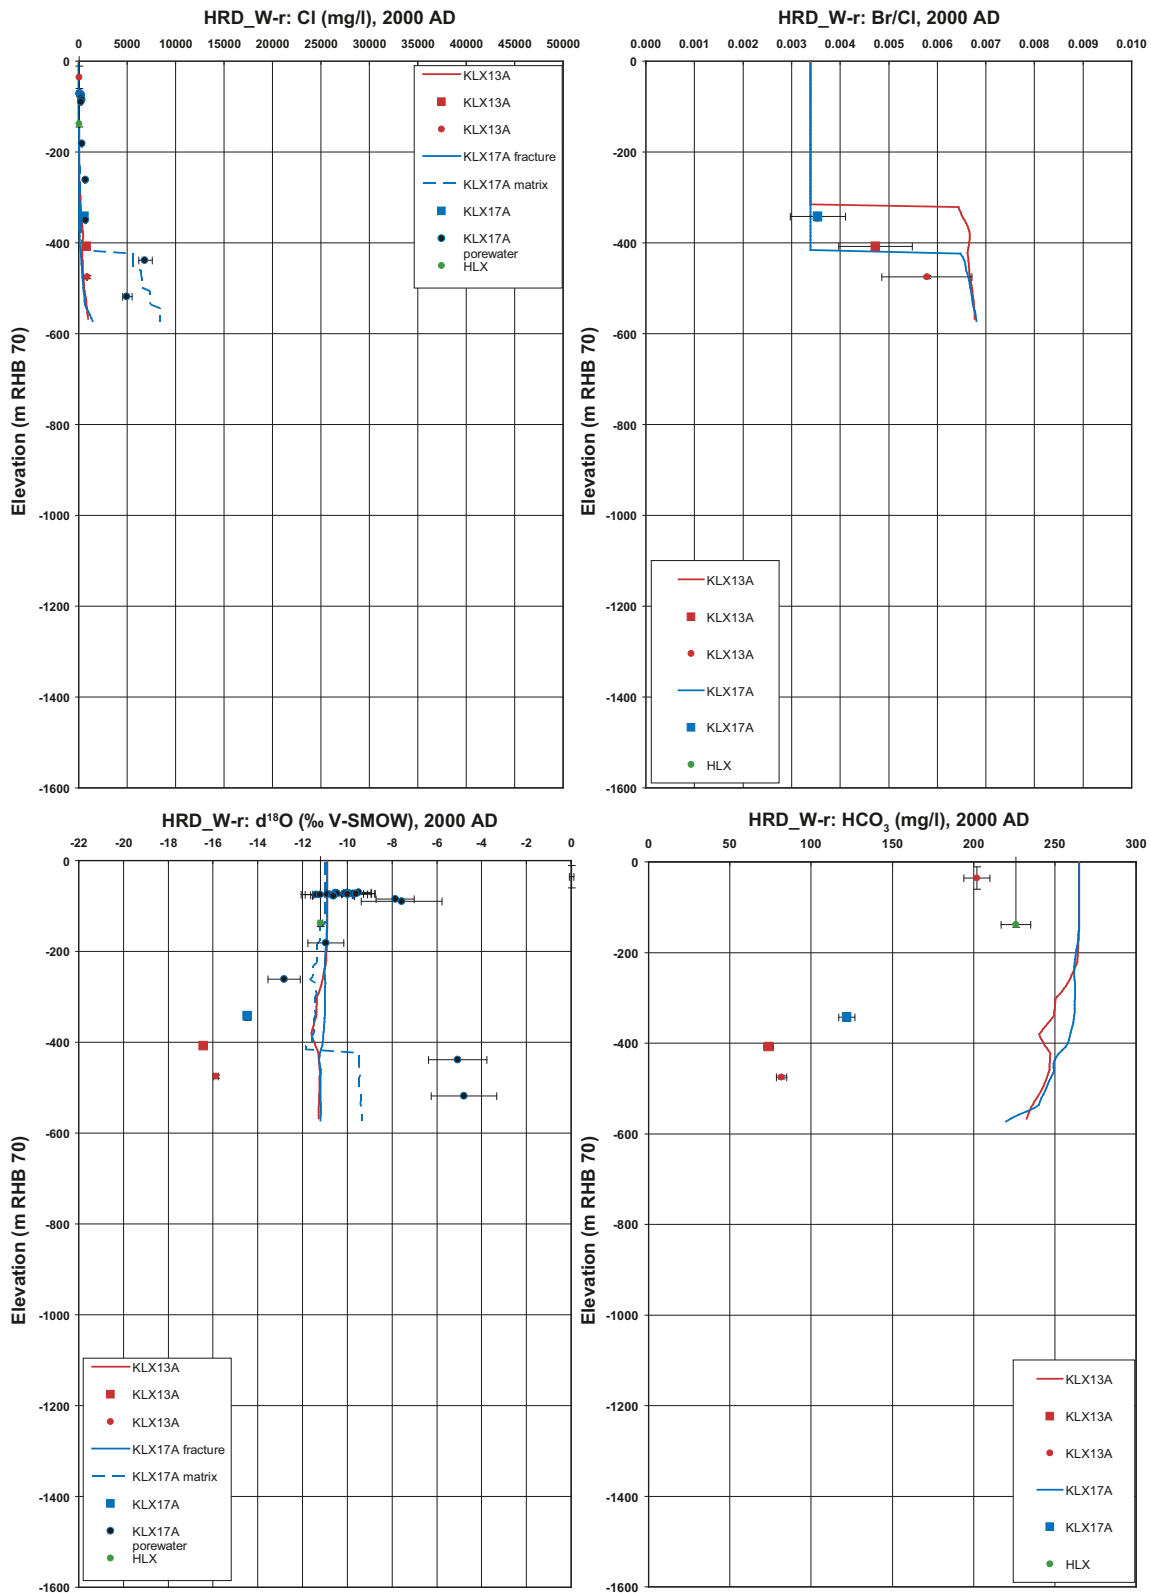 HRD_W-r: Cl (mg/l), 2000 AD
0 5000 10000 15000 20000 25000 30000 35000 40000 45000 50000
0
-200
-400
-600
-800
-1000
-1200
-1400
-1600
Elevation (m RHB 70)
KLX13A
KLX13A
KLX13A
KLX17A fracture
KLX17A matrix
KLX17A
KLX17A
porewater
HLX
HRD_W-r: Br/Cl, 2000 AD
0.000 0.001 0.002 0.003 0.004 0.005 0.006 0.007 0.008 0.009 0.010
0
-200
-400
-600
-800
-1000
-1200
-1400
-1600
Elevation (m RHB 70)
KLX13A
KLX13A
KLX13A
KLX17A
KLX17A
HLX
HRD_W-r: d¹⁸O (‰ V-SMOW), 2000 AD
-22 -20 -18 -16 -14 -12 -10 -8 -6 -4 -2 0
0
-200
-400
-600
-800
-1000
-1200
-1400
-1600
Elevation (m RHB 70)
KLX13A
KLX13A
KLX13A
KLX17A fracture
KLX17A matrix
KLX17A
KLX17A
porewater
HLX
HRD_W-r: HCO₃ (mg/l), 2000 AD
0 50 100 150 200 250 300
0
-200
-400
-600
-800
-1000
-1200
-1400
-1600
Elevation (m RHB 70)
KLX13A
KLX13A
KLX13A
KLX17A
KLX17A
HLX